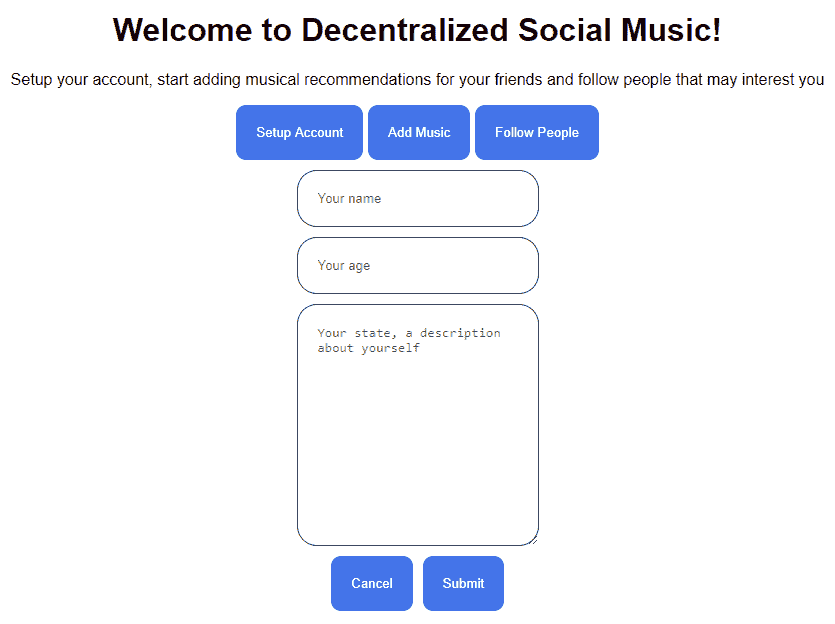 Welcome to Decentralized Social Music!
Setup your account, start adding musical recommendations for your friends and follow people that may interest you
Setup Account Add Music Follow People
Your name
Your age
Your state, a description
about yourself
Cancel Submit